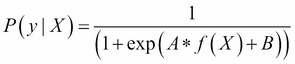 P(y | X) = 1 / (1 + exp(A * f(X) + B))